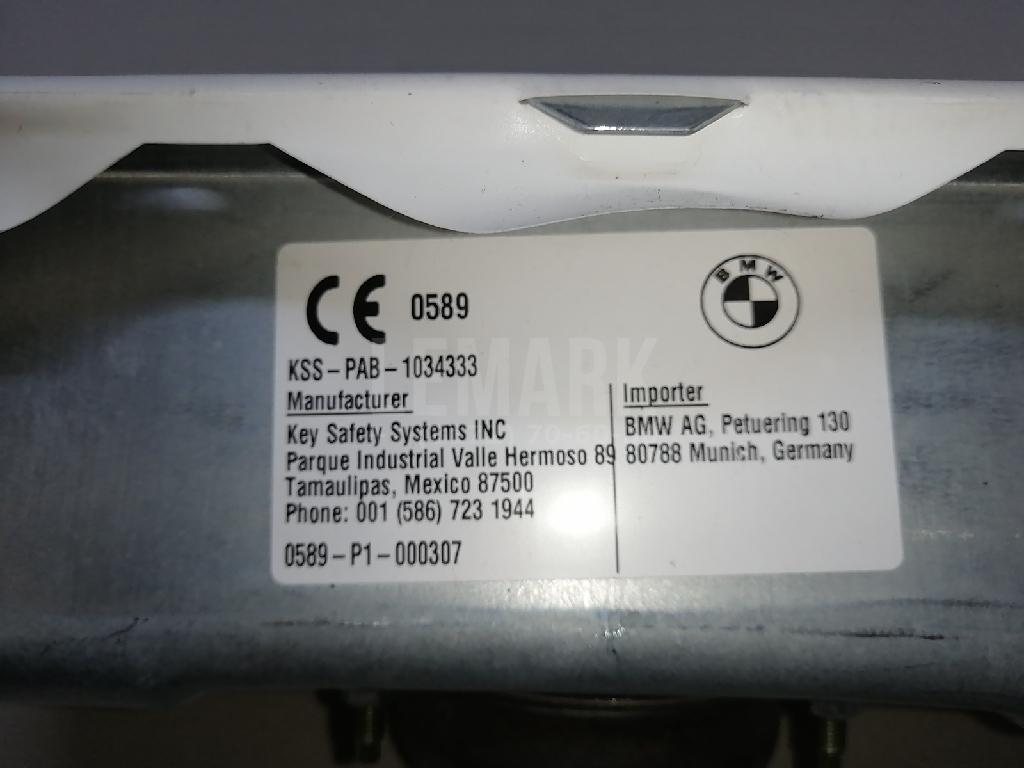 CE 0589
BMW
KSS-PAB-1034333
Manufacturer
Key Safety Systems INC
Parque Industrial Valle Hermoso 89
Tamaulipas, Mexico 87500
Phone: 001 (586) 723 1944
0589-P1-000307
Importer
BMW AG, Petuering 130
80788 Munich, Germany
LEMARK